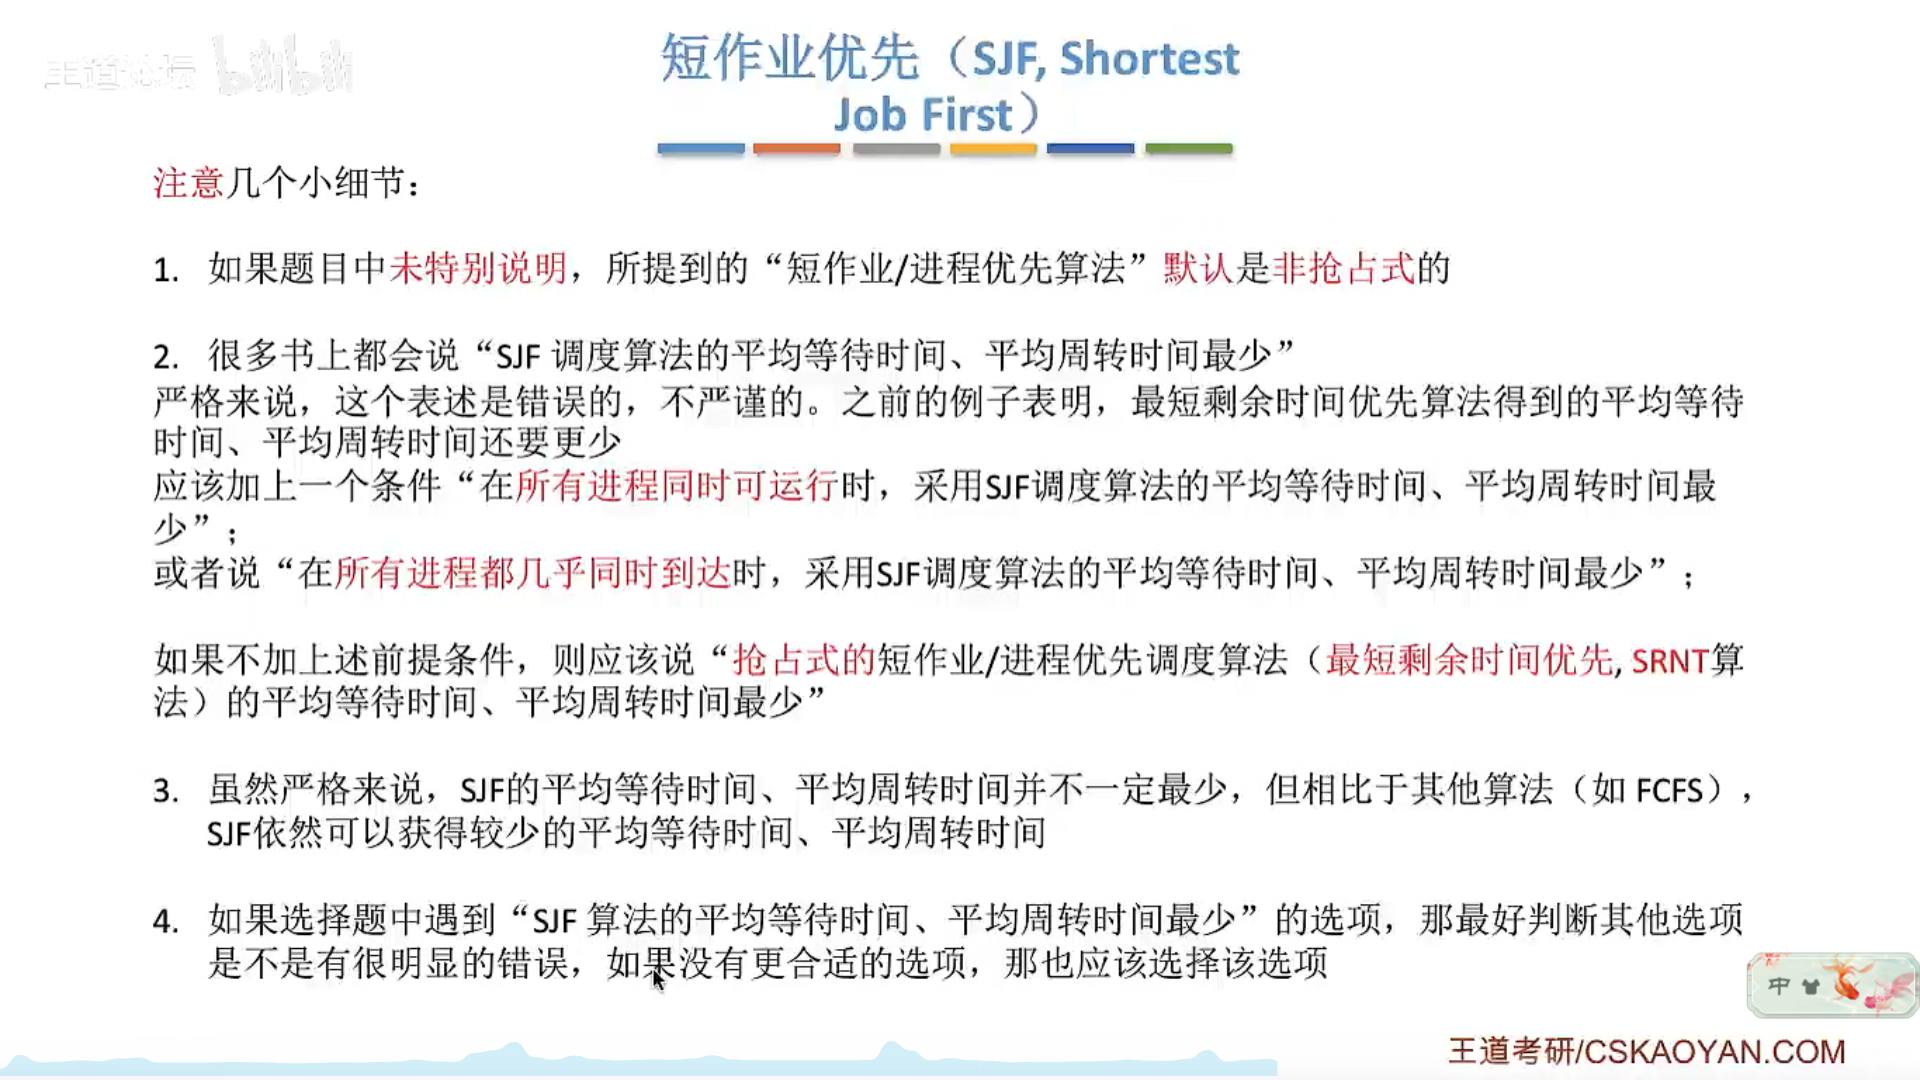 王道论坛 bilibili
短作业优先（SJF, Shortest
Job First）
注意几个小细节：
1. 如果题目中未特别说明，所提到的“短作业/进程优先算法”默认是非抢占式的
2. 很多书上都会说“SJF 调度算法的平均等待时间、平均周转时间最少”
严格来说，这个表述是错误的，不严谨的。之前的例子表明，最短剩余时间优先算法得到的平均等待
时间、平均周转时间还要更少
应该加上一个条件“在所有进程同时可运行时，采用SJF调度算法的平均等待时间、平均周转时间最
少”；
或者说“在所有进程都几乎同时到达时，采用SJF调度算法的平均等待时间、平均周转时间最少”；
如果不加上述前提条件，则应该说“抢占式的短作业/进程优先调度算法（最短剩余时间优先, SRNT算
法）的平均等待时间、平均周转时间最少”
3. 虽然严格来说，SJF的平均等待时间、平均周转时间并不一定最少，但相比于其他算法（如 FCFS），
SJF依然可以获得较少的平均等待时间、平均周转时间
4. 如果选择题中遇到“SJF 算法的平均等待时间、平均周转时间最少”的选项，那最好判断其他选项
是不是有很明显的错误，如果没有更合适的选项，那也应该选择该选项
中
王道考研/CSKAOYAN.COM